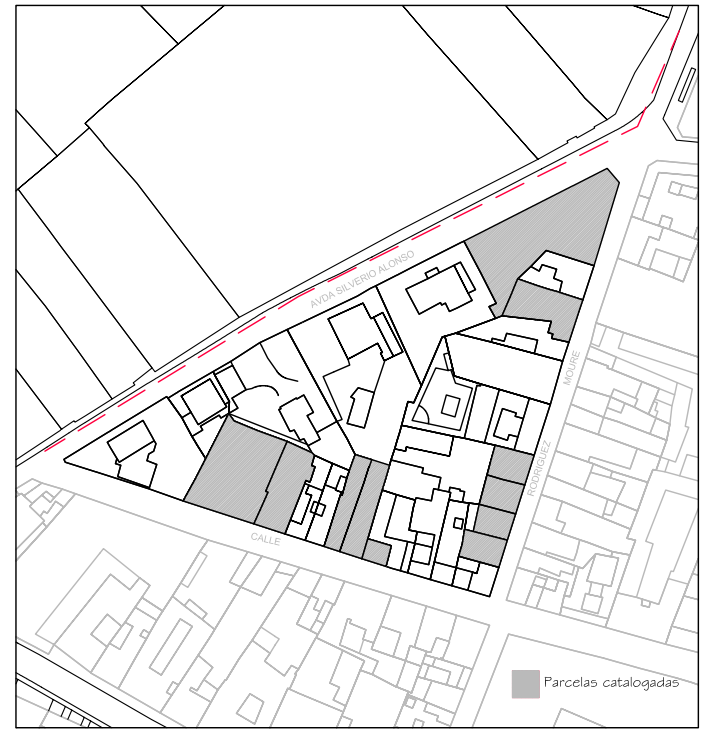 AVDA SILVERIO ALONSO
MOURE
RODRIGUEZ
CALLE
Parcelas catalogadas